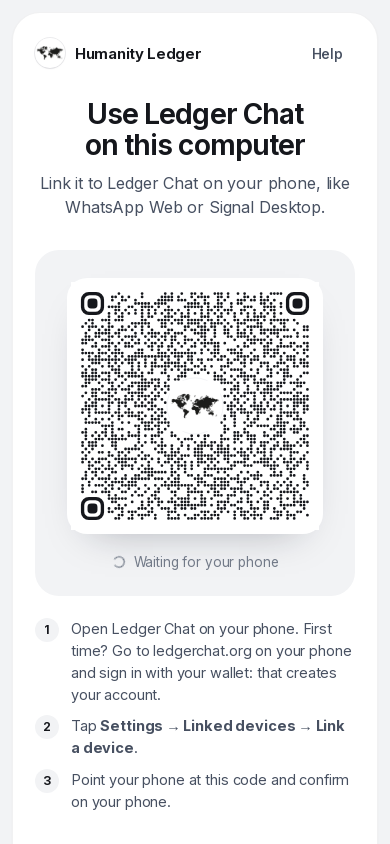 Humanity Ledger
Help
Use Ledger Chat
on this computer
Link it to Ledger Chat on your phone, like
WhatsApp Web or Signal Desktop.
Waiting for your phone
1 Open Ledger Chat on your phone. First
time? Go to ledgerchat.org on your phone
and sign in with your wallet: that creates
your account.
2 Tap Settings → Linked devices → Link
a device.
3 Point your phone at this code and confirm
on your phone.